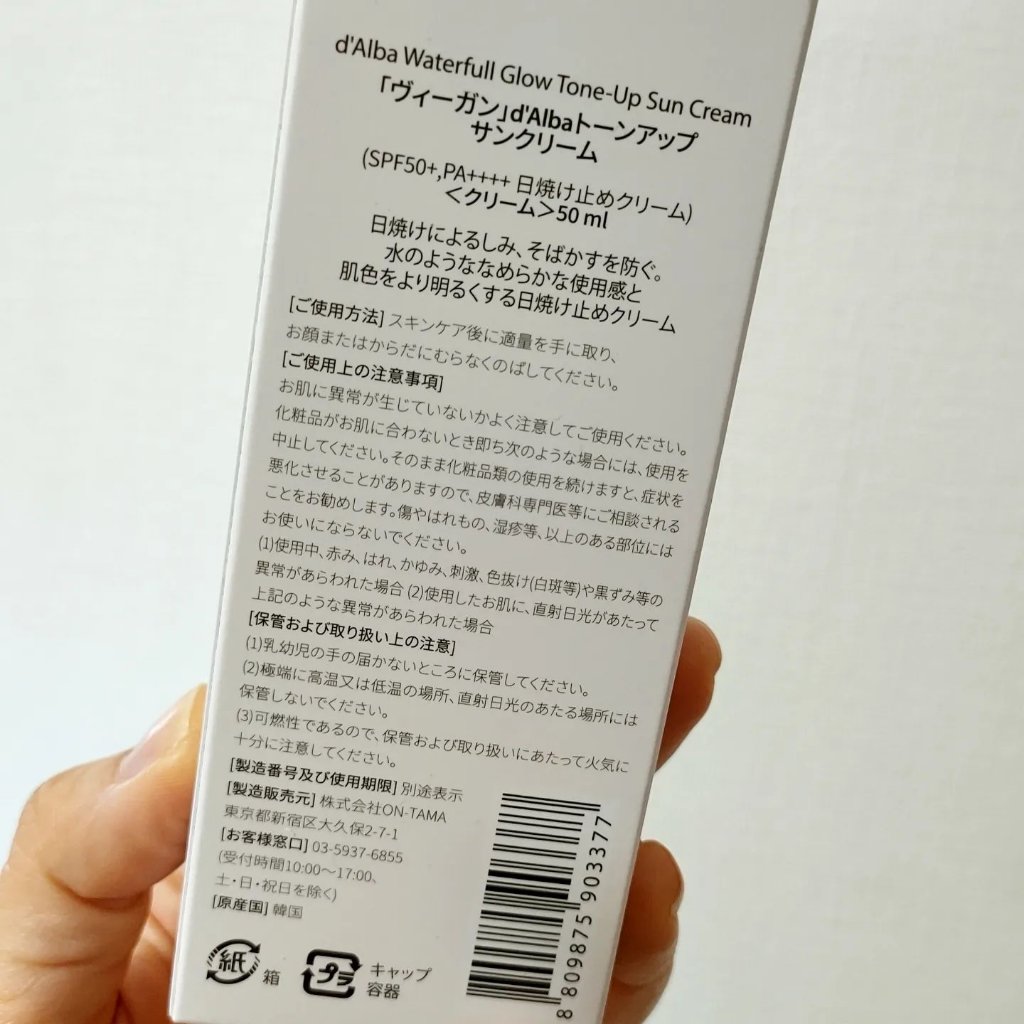 d'Alba Waterfull Glow Tone-Up Sun Cream
「ヴィーガン」d'Albaトーンアップ
サンクリーム
(SPF50+,PA++++ 日焼け止めクリーム)
＜クリーム＞50 ml
日焼けによるしみ、そばかすを防ぐ。
水のようななめらかな使用感と
肌色をより明るくする日焼け止めクリーム
[ご使用方法] スキンケア後に適量を手に取り、
お顔またはからだにむらなくのばしてください。
[ご使用上の注意事項]
お肌に異常が生じていないかよく注意してご使用ください。
化粧品がお肌に合わないとき即ち次のような場合には、使用を
中止してください。そのまま化粧品類の使用を続けますと、症状を
悪化させることがありますので、皮膚科専門医等にご相談される
ことをお勧めします。傷やはれもの、湿疹等、以上のある部位には
お使いにならないでください。
(1)使用中、赤み、はれ、かゆみ、刺激、色抜け(白斑等)や黒ずみ等の
異常があらわれた場合 (2)使用したお肌に、直射日光があたって
上記のような異常があらわれた場合
[保管および取り扱い上の注意]
(1)乳幼児の手の届かないところに保管してください。
(2)極端に高温又は低温の場所、直射日光のあたる場所には
保管しないでください。
(3)可燃性であるので、保管および取り扱いにあたって火気に
十分に注意してください。
[製造番号及び使用期限] 別途表示
[製造販売元] 株式会社ON-TAMA
東京都新宿区大久保2-7-1
[お客様窓口] 03-5937-6855
(受付時間10:00〜17:00、
土・日・祝日を除く)
[原産国] 韓国
紙 箱
プラ キャップ
容器
8 809875 903377